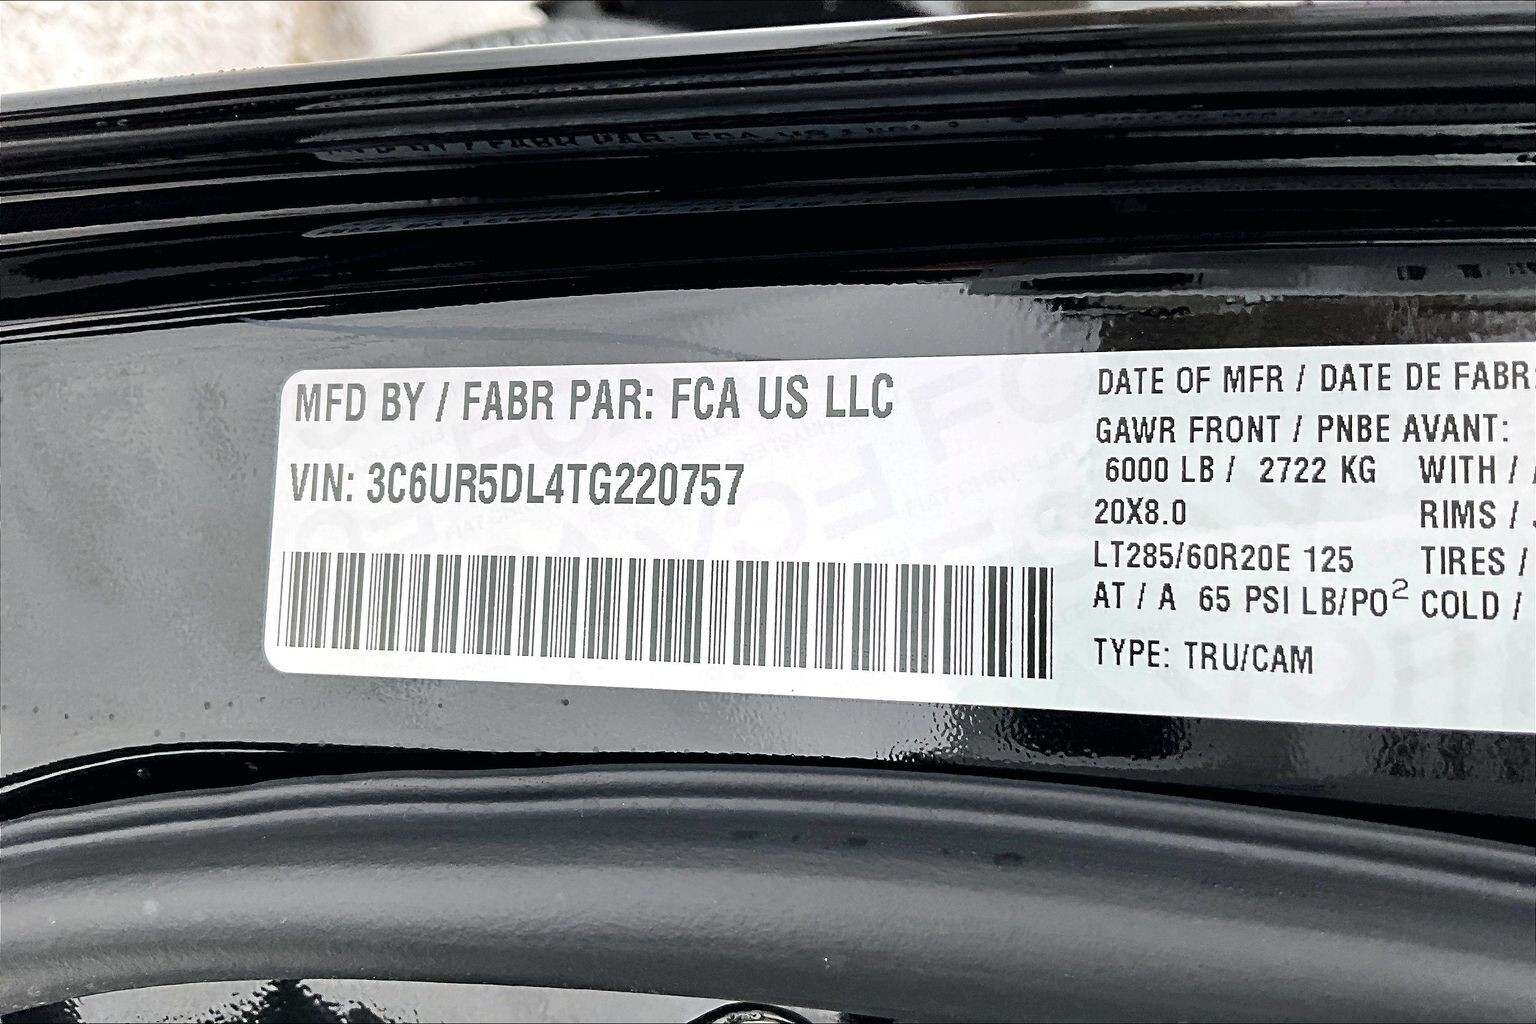 MFD BY / FABR PAR: FCA US LLC
VIN: 3C6UR5DL4TG220757
DATE OF MFR / DATE DE FABR:
GAWR FRONT / PNBE AVANT:
6000 LB / 2722 KG WITH /
20X8.0 RIMS /
LT285/60R20E 125 TIRES /
AT / A 65 PSI LB/PO² COLD /
TYPE: TRU/CAM